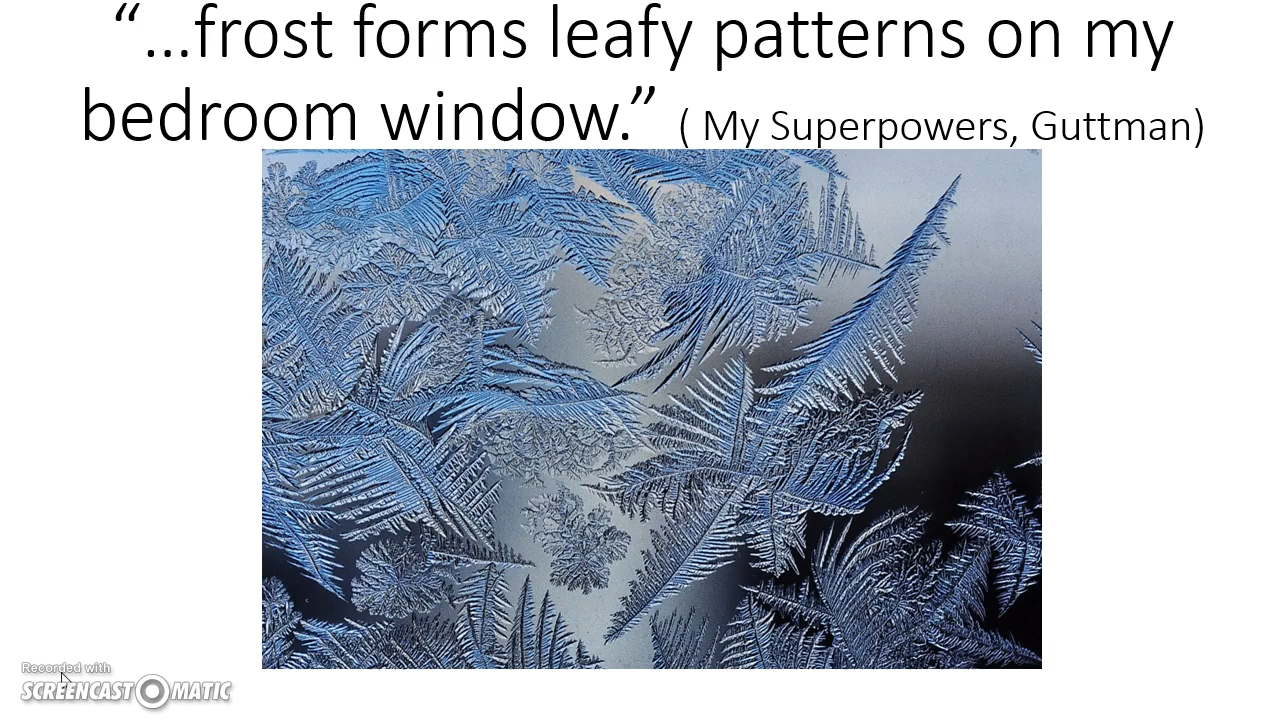 “...frost forms leafy patterns on my
bedroom window.” ( My Superpowers, Guttman)
Recorded with
SCREENCAST MATIC